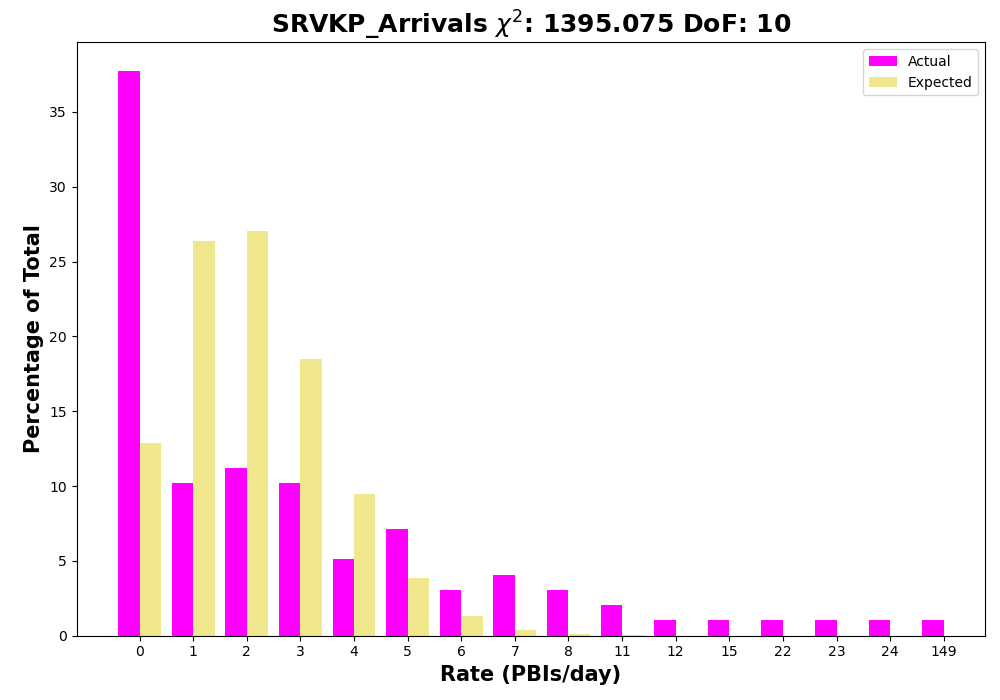 SRVKP_Arrivals χ²: 1395.075 DoF: 10
Actual
Expected
Percentage of Total
35
30
25
20
15
10
5
0
0 1 2 3 4 5 6 7 8 11 12 15 22 23 24 149
Rate (PBIs/day)